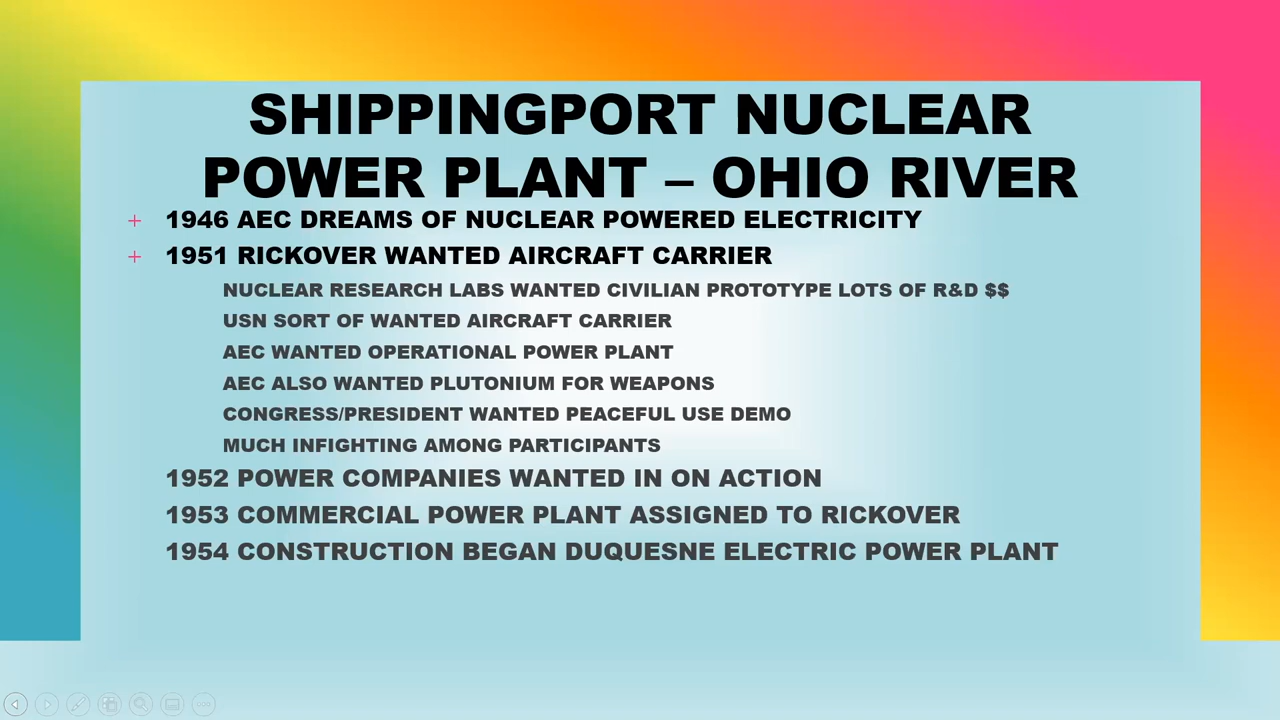 SHIPPINGPORT NUCLEAR
POWER PLANT – OHIO RIVER
+ 1946 AEC DREAMS OF NUCLEAR POWERED ELECTRICITY
+ 1951 RICKOVER WANTED AIRCRAFT CARRIER
NUCLEAR RESEARCH LABS WANTED CIVILIAN PROTOTYPE LOTS OF R&D $$
USN SORT OF WANTED AIRCRAFT CARRIER
AEC WANTED OPERATIONAL POWER PLANT
AEC ALSO WANTED PLUTONIUM FOR WEAPONS
CONGRESS/PRESIDENT WANTED PEACEFUL USE DEMO
MUCH INFIGHTING AMONG PARTICIPANTS
1952 POWER COMPANIES WANTED IN ON ACTION
1953 COMMERCIAL POWER PLANT ASSIGNED TO RICKOVER
1954 CONSTRUCTION BEGAN DUQUESNE ELECTRIC POWER PLANT